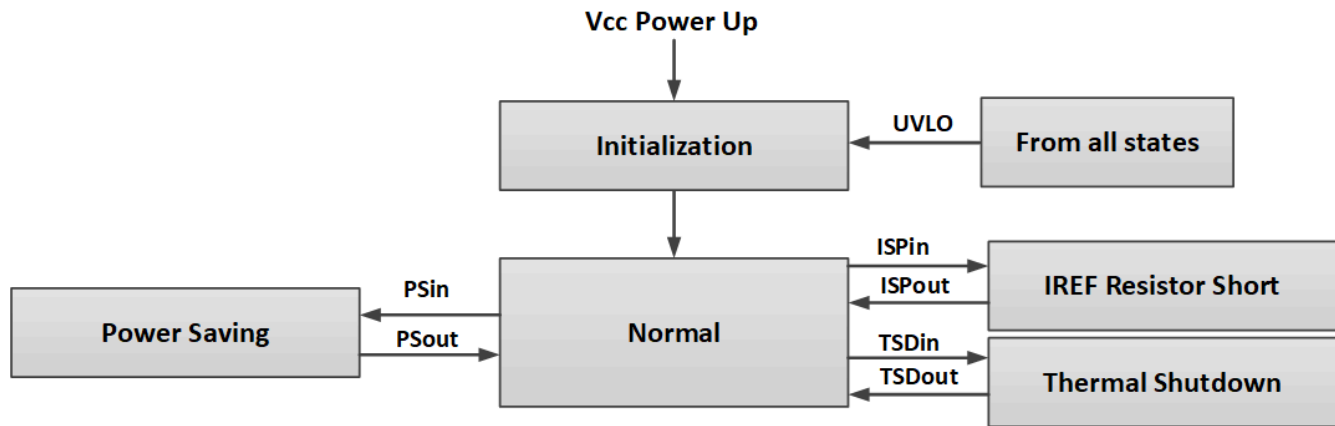 Vcc Power Up
Initialization
UVLO
From all states
Power Saving
PSin
PSout
Normal
ISPin
ISPout
IREF Resistor Short
TSDin
TSDout
Thermal Shutdown